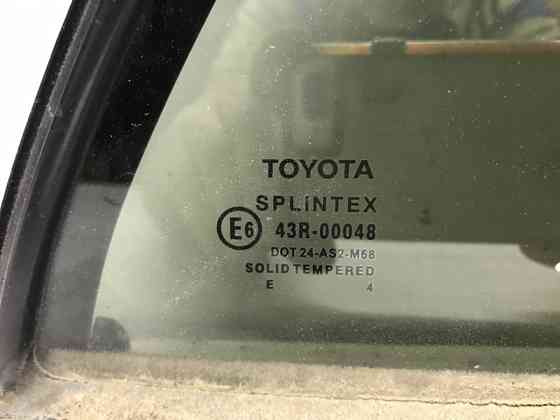 TOYOTA
SPLINTEX
E6 43R-00048
DOT 24-AS2-M68
SOLID TEMPERED
E 4